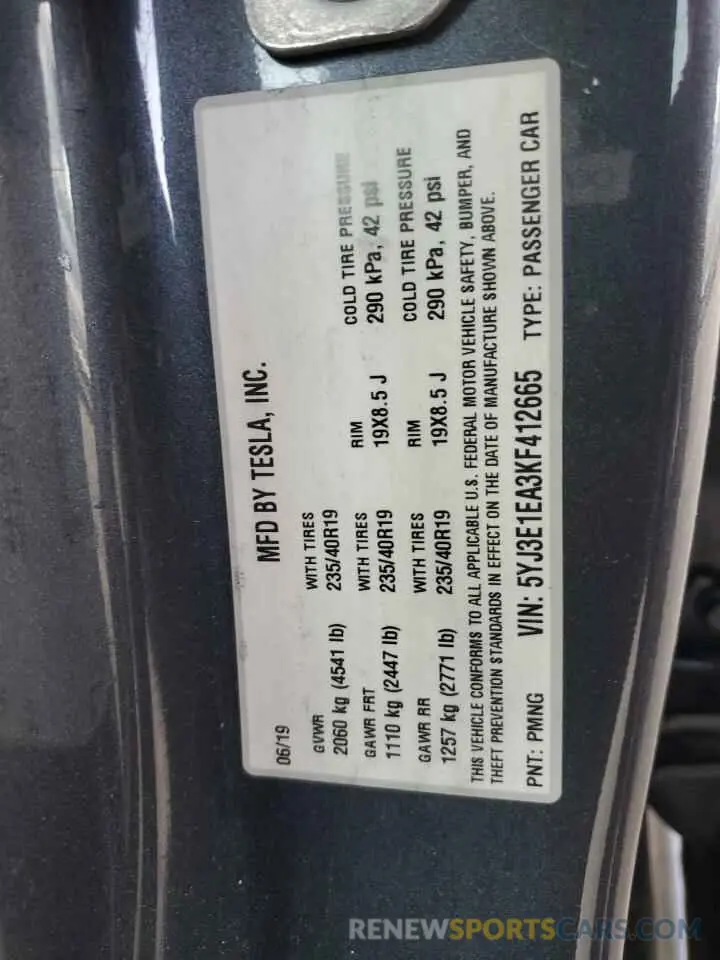 06/19
MFD BY TESLA, INC.
GVWR
2060 kg (4541 lb)
WITH TIRES
235/40R19
GAWR FRT
1110 kg (2447 lb)
WITH TIRES
235/40R19
RIM
19X8.5 J
COLD TIRE PRESSURE
290 kPa, 42 psi
GAWR RR
1257 kg (2771 lb)
WITH TIRES
235/40R19
RIM
19X8.5 J
COLD TIRE PRESSURE
290 kPa, 42 psi
THIS VEHICLE CONFORMS TO ALL APPLICABLE U.S. FEDERAL MOTOR VEHICLE SAFETY, BUMPER, AND
THEFT PREVENTION STANDARDS IN EFFECT ON THE DATE OF MANUFACTURE SHOWN ABOVE.
PNT: PMNG VIN: 5YJ3E1EA3KF412665 TYPE: PASSENGER CAR
RENEWSPORTSCARS.COM